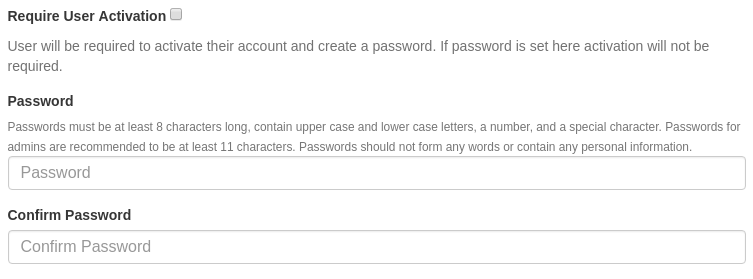 Require User Activation
User will be required to activate their account and create a password. If password is set here activation will not be
required.
Password
Passwords must be at least 8 characters long, contain upper case and lower case letters, a number, and a special character. Passwords for
admins are recommended to be at least 11 characters. Passwords should not form any words or contain any personal information.
Password
Confirm Password
Confirm Password